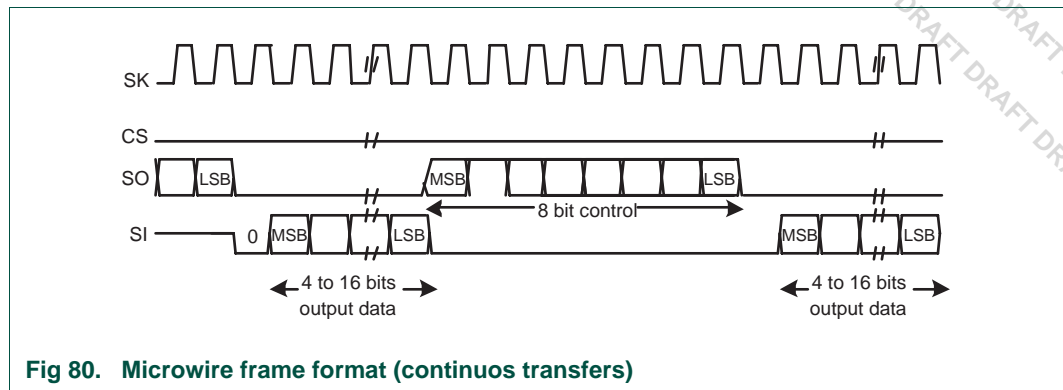 DRAFT DRAFT
DRAFT DRAFT DR
SK
CS
SO
LSB
MSB
LSB
8 bit control
SI
0
MSB
LSB
MSB
LSB
4 to 16 bits
output data
4 to 16 bits
output data
Fig 80. Microwire frame format (continuos transfers)